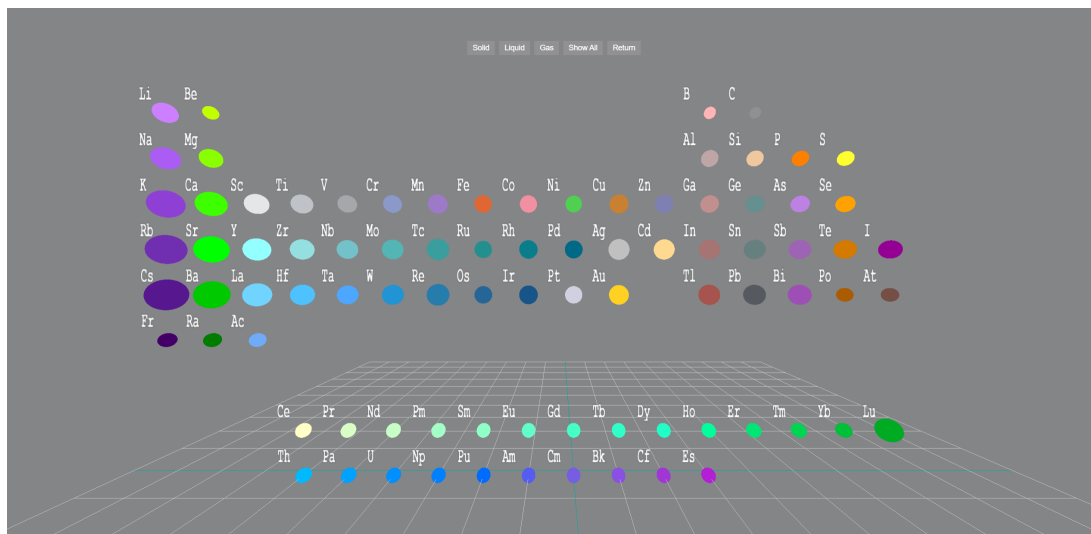 Solid Liquid Gas Show All Return
Li Be B C
Na Mg Al Si P S
K Ca Sc Ti V Cr Mn Fe Co Ni Cu Zn Ga Ge As Se
Rb Sr Y Zr Nb Mo Tc Ru Rh Pd Ag Cd In Sn Sb Te I
Cs Ba La Hf Ta W Re Os Ir Pt Au Tl Pb Bi Po At
Fr Ra Ac
Ce Pr Nd Pm Sm Eu Gd Tb Dy Ho Er Tm Yb Lu
Th Pa U Np Pu Am Cm Bk Cf Es